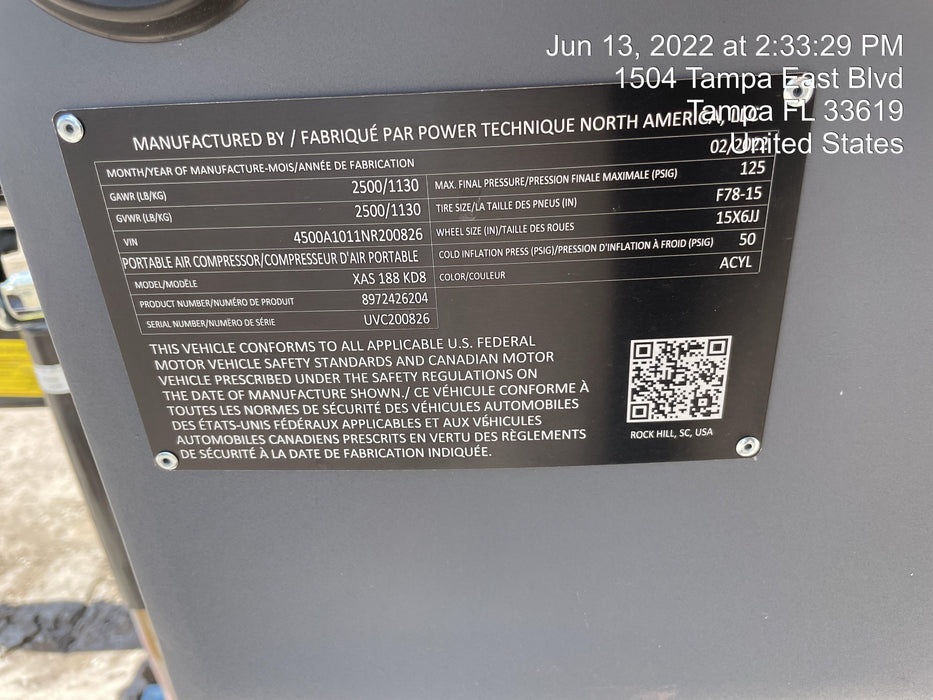 Jun 13, 2022 at 2:33:29 PM
1504 Tampa East Blvd
Tampa FL 33619
United States
MANUFACTURED BY / FABRIQUÉ PAR POWER TECHNIQUE NORTH AMERICA, LLC
MONTH/YEAR OF MANUFACTURE-MOIS/ANNÉE DE FABRICATION 02/2022
GAWR (LB/KG) 2500/1130
GVWR (LB/KG) 2500/1130
VIN 4500A1011NR200826
PORTABLE AIR COMPRESSOR/COMPRESSEUR D'AIR PORTABLE
MODEL/MODÈLE XAS 188 KD8
PRODUCT NUMBER/NUMÉRO DE PRODUIT 8972426204
SERIAL NUMBER/NUMÉRO DE SÉRIE UVC200826
MAX. FINAL PRESSURE/PRESSION FINALE MAXIMALE (PSIG) 125
TIRE SIZE/LA TAILLE DES PNEUS (IN) F78-15
WHEEL SIZE (IN)/TAILLE DES ROUES 15X6JJ
COLD INFLATION PRESS (PSIG)/PRESSION D'INFLATION À FROID (PSIG) 50
COLOR/COULEUR ACYL
THIS VEHICLE CONFORMS TO ALL APPLICABLE U.S. FEDERAL
MOTOR VEHICLE SAFETY STANDARDS AND CANADIAN MOTOR
VEHICLE PRESCRIBED UNDER THE SAFETY REGULATIONS ON
THE DATE OF MANUFACTURE SHOWN./ CE VÉHICULE CONFORME À
TOUTES LES NORMES DE SÉCURITÉ DES VÉHICULES AUTOMOBILES
DES ÉTATS-UNIS FÉDÉRAUX APPLICABLES ET AUX VÉHICULES
AUTOMOBILES CANADIENS PRESCRITS EN VERTU DES RÈGLEMENTS
DE SÉCURITÉ À LA DATE DE FABRICATION INDIQUÉE.
ROCK HILL, SC, USA